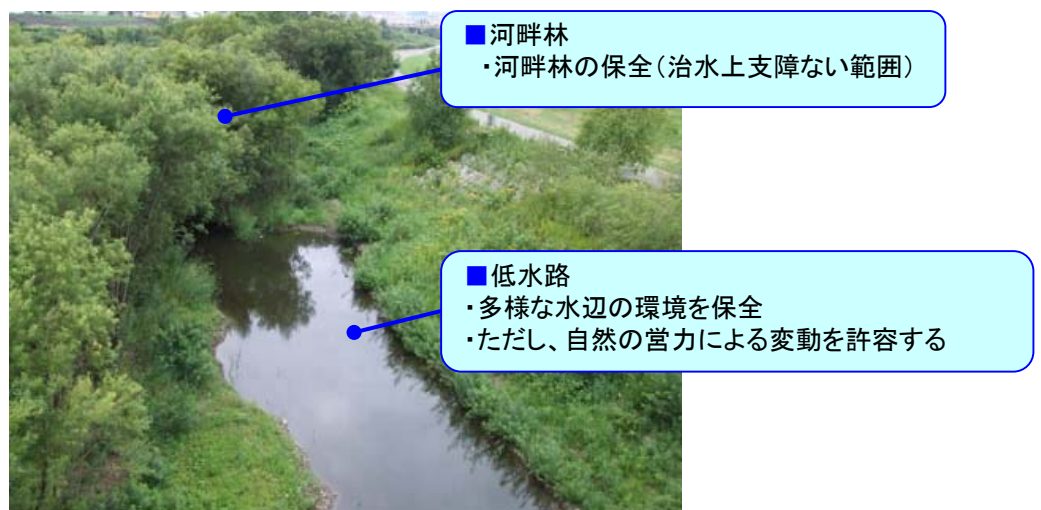 ■河畔林
・河畔林の保全（治水上支障ない範囲）
■低水路
・多様な水辺の環境を保全
・ただし、自然の営力による変動を許容する